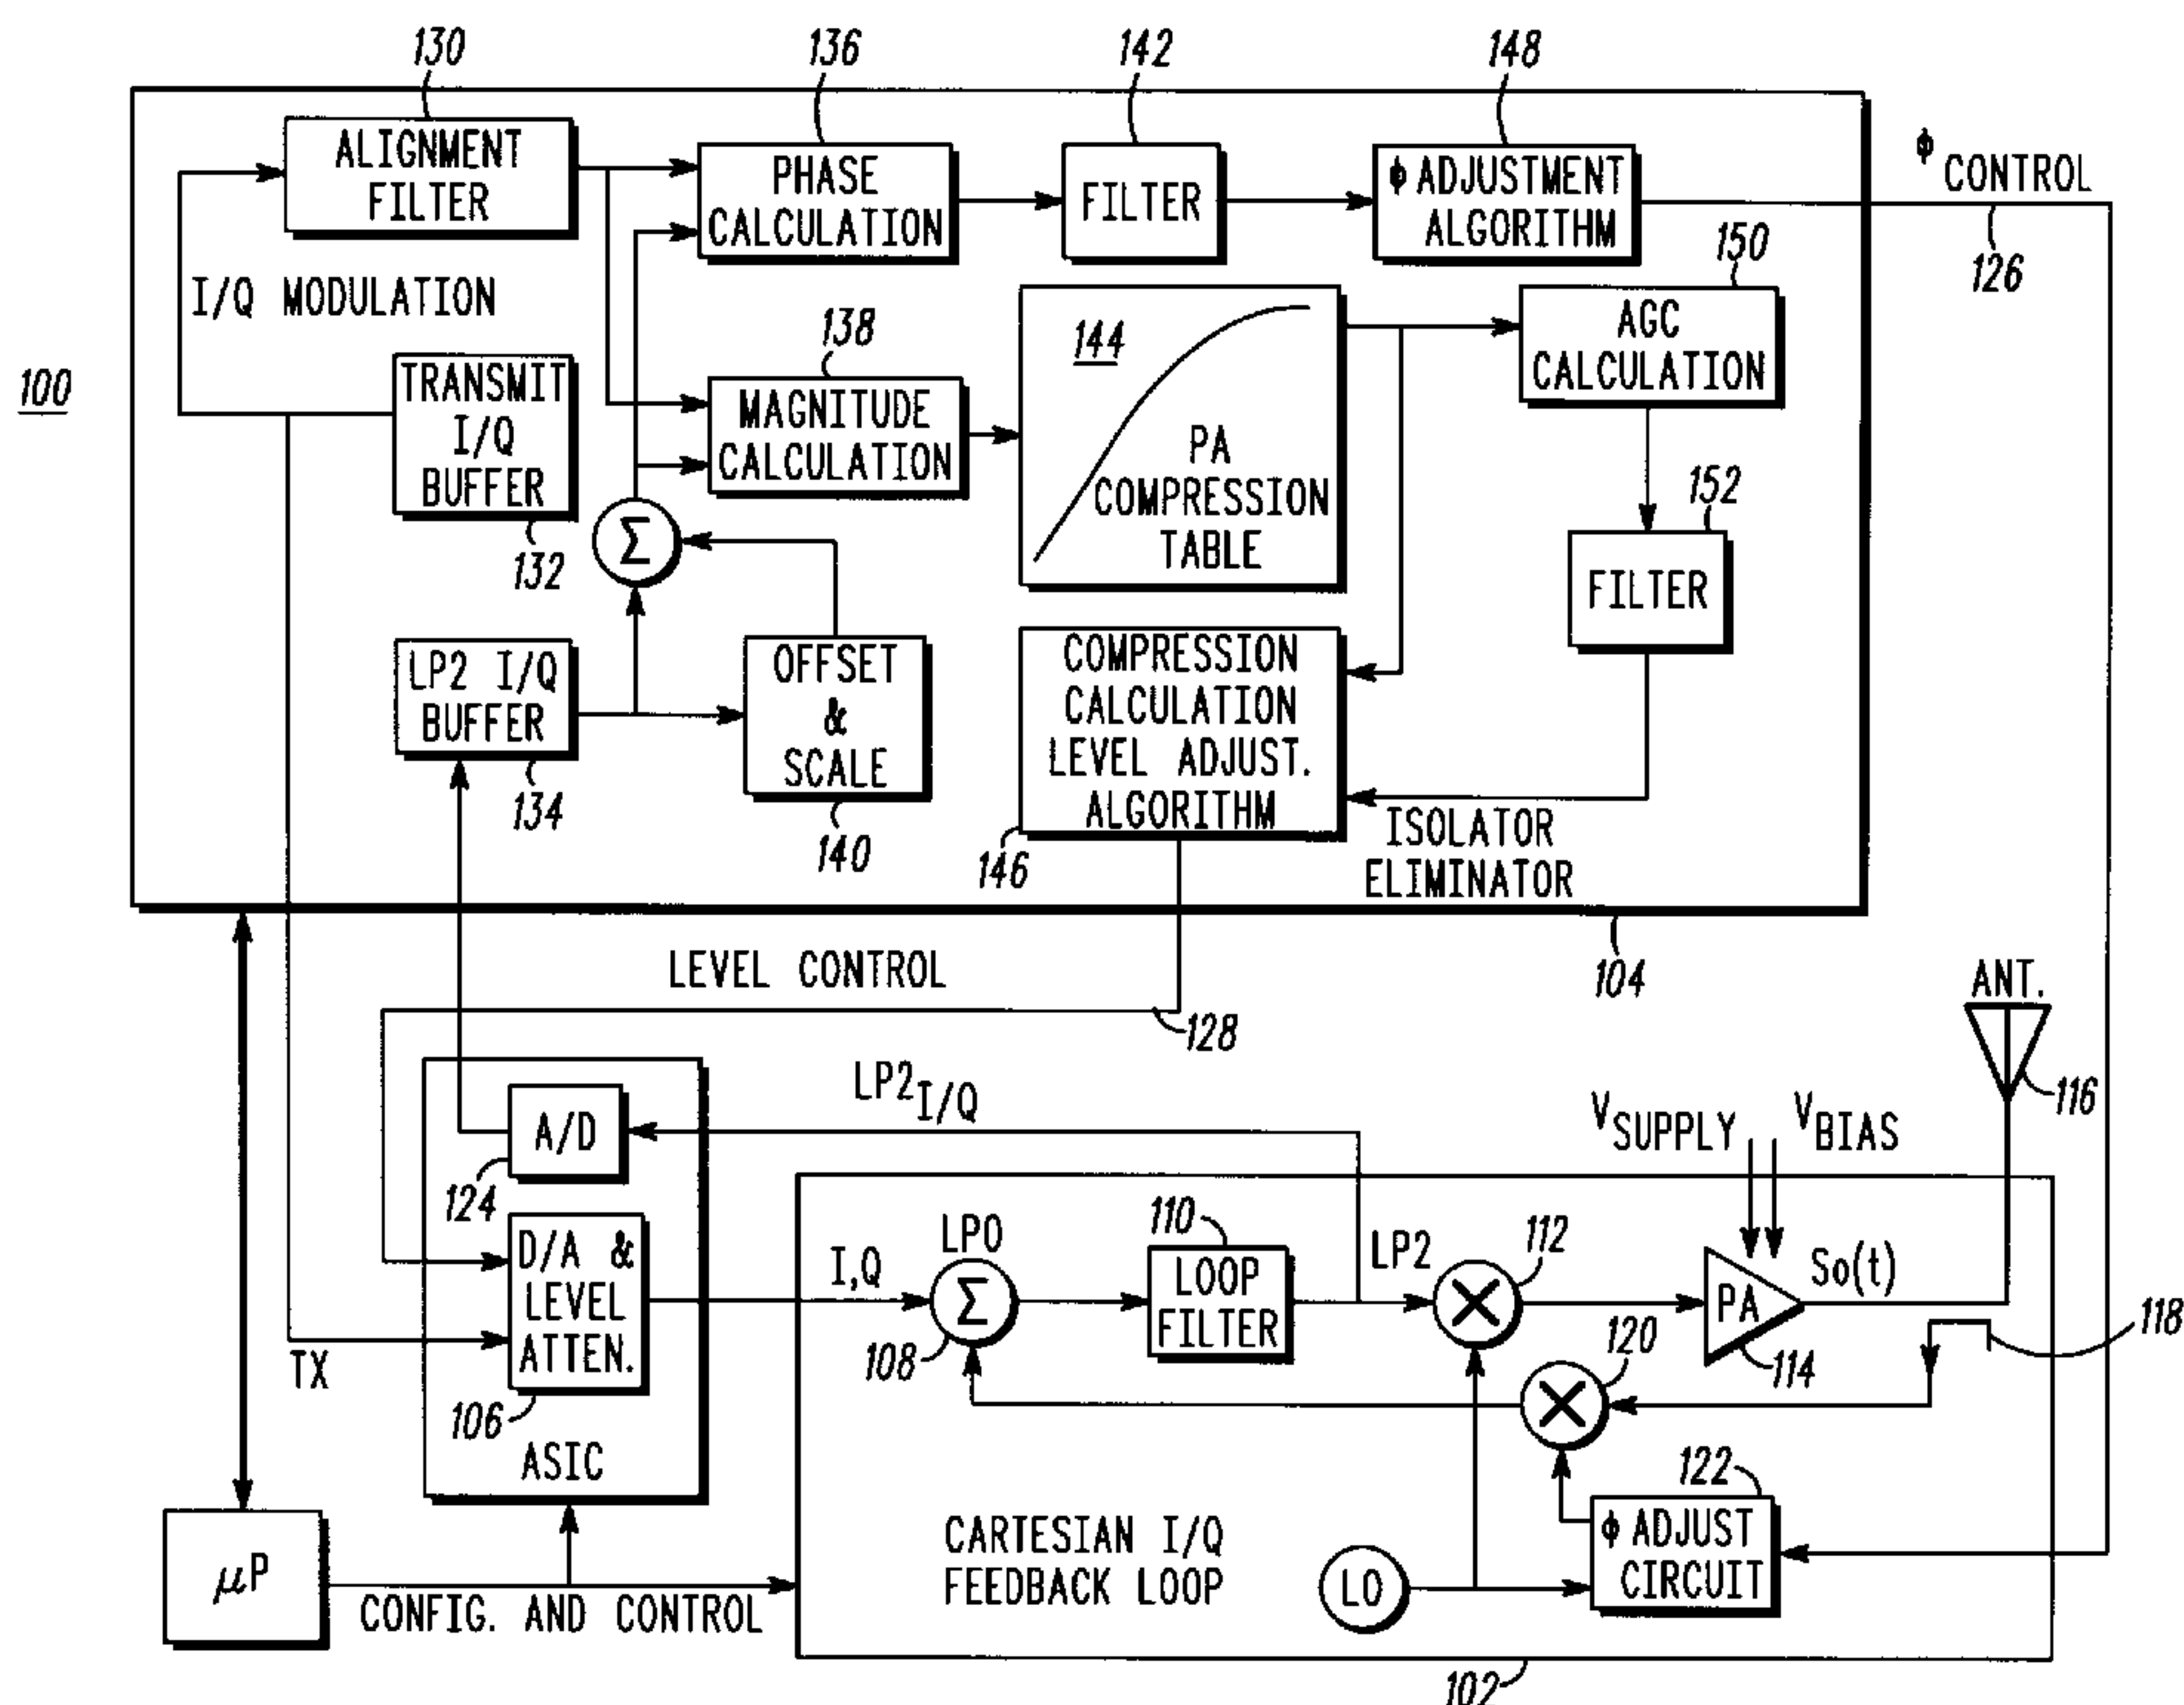 130
136
142
148
ALIGNMENT
FILTER
PHASE
CALCULATION
FILTER
ϕ ADJUSTMENT
ALGORITHM
ϕ CONTROL
126
150
I/Q MODULATION
138
144
AGC
CALCULATION
100
TRANSMIT
I/Q
BUFFER
132
MAGNITUDE
CALCULATION
PA
COMPRESSION
TABLE
152
Σ
FILTER
LP2 I/Q
BUFFER
134
OFFSET
&
SCALE
140
COMPRESSION
CALCULATION
LEVEL ADJUST.
ALGORITHM
146
ISOLATOR
ELIMINATOR
104
LEVEL CONTROL
128
ANT.
116
LP2 I/Q
A/D
124
V SUPPLY
V BIAS
D/A &
LEVEL
ATTEN.
106
ASIC
TX
I,Q
LP0
Σ
108
110
LOOP
FILTER
LP2
112
PA
114
So(t)
118
120
122
ϕ ADJUST
CIRCUIT
CARTESIAN I/Q
FEEDBACK LOOP
LO
μP
CONFIG. AND CONTROL
102